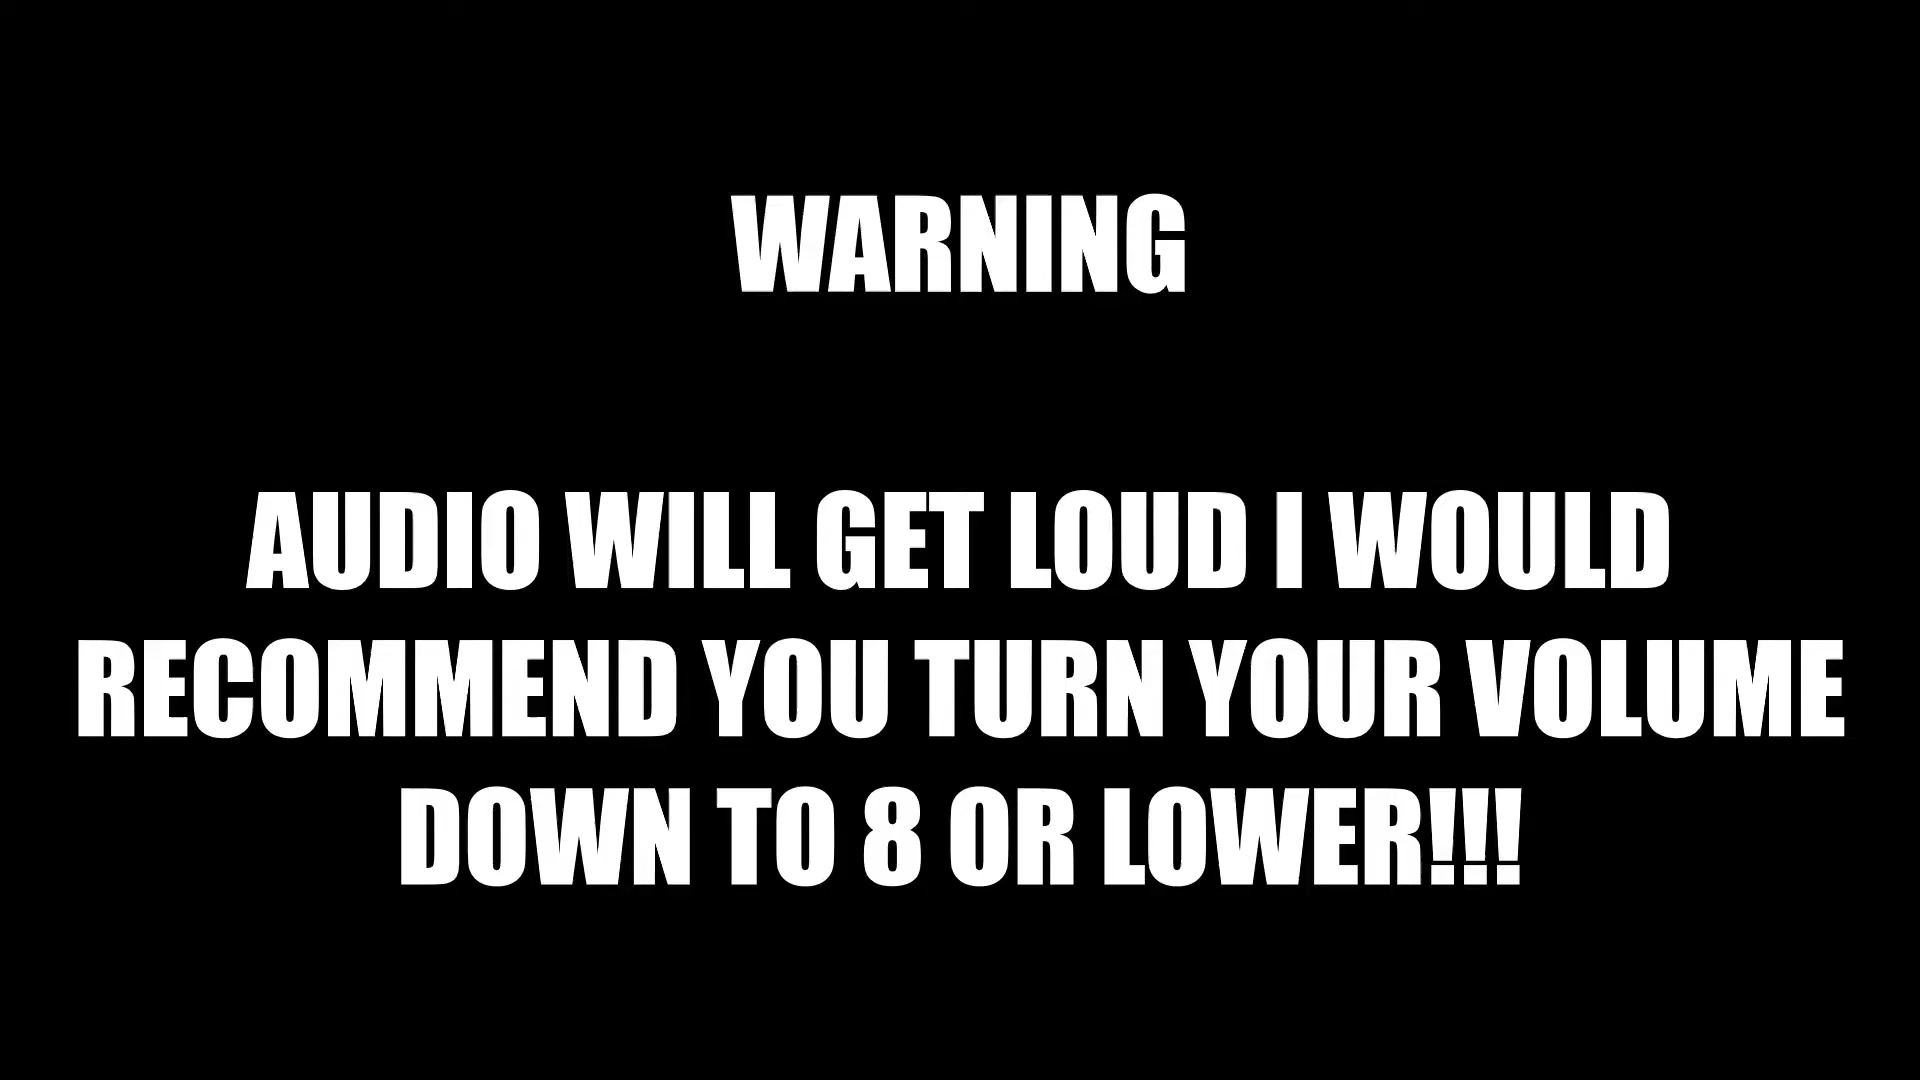 WARNING
AUDIO WILL GET LOUD I WOULD
RECOMMEND YOU TURN YOUR VOLUME
DOWN TO 8 OR LOWER!!!